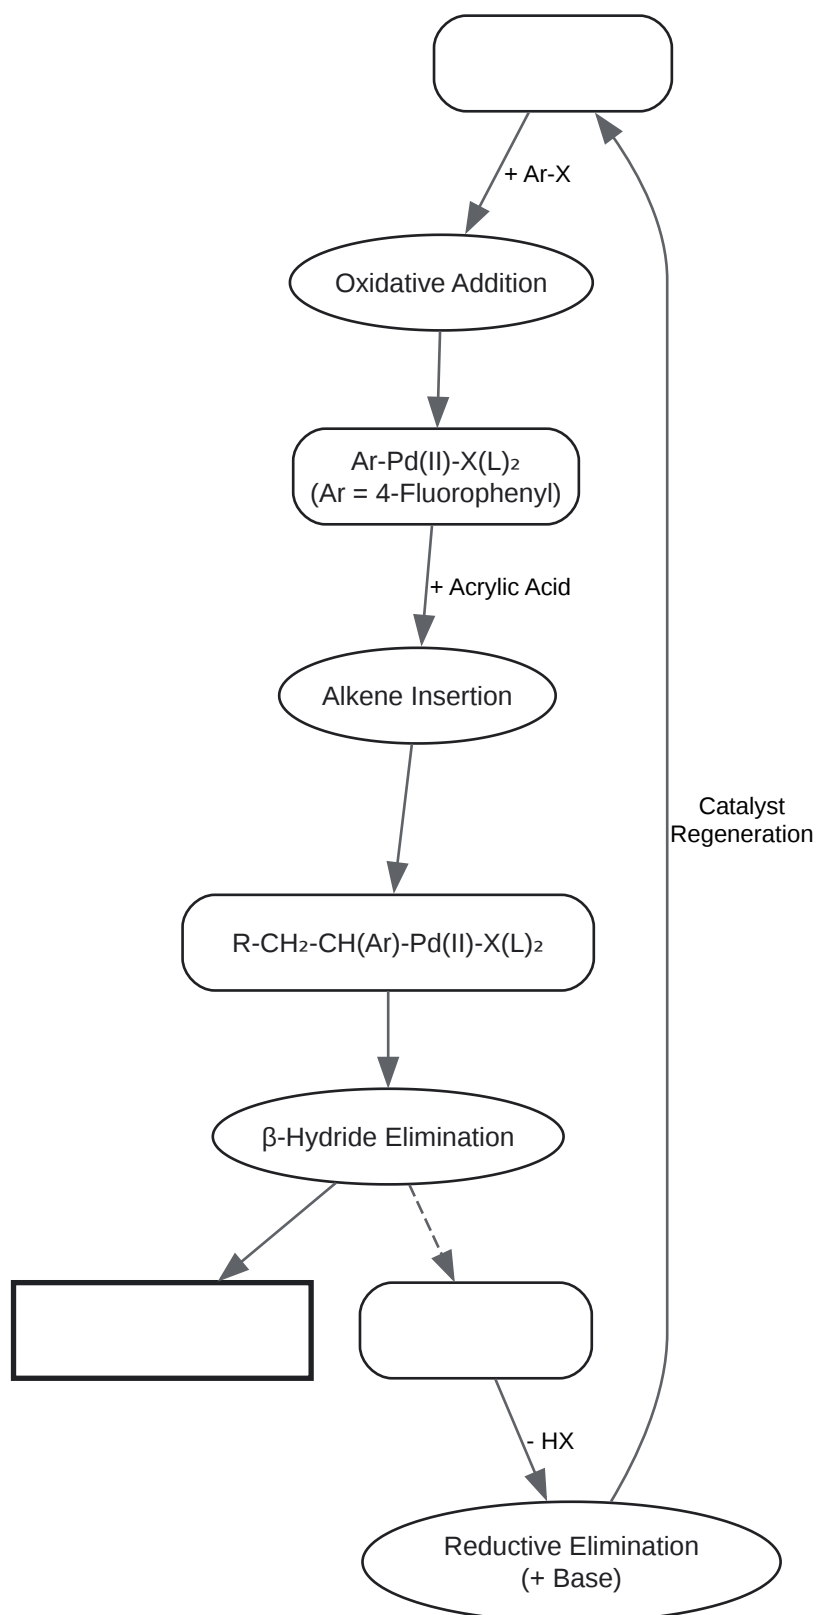 + Ar-X
Oxidative Addition
Ar-Pd(II)-X(L)₂
(Ar = 4-Fluorophenyl)
+ Acrylic Acid
Alkene Insertion
Catalyst
Regeneration
R-CH₂-CH(Ar)-Pd(II)-X(L)₂
β-Hydride Elimination
- HX
Reductive Elimination
(+ Base)